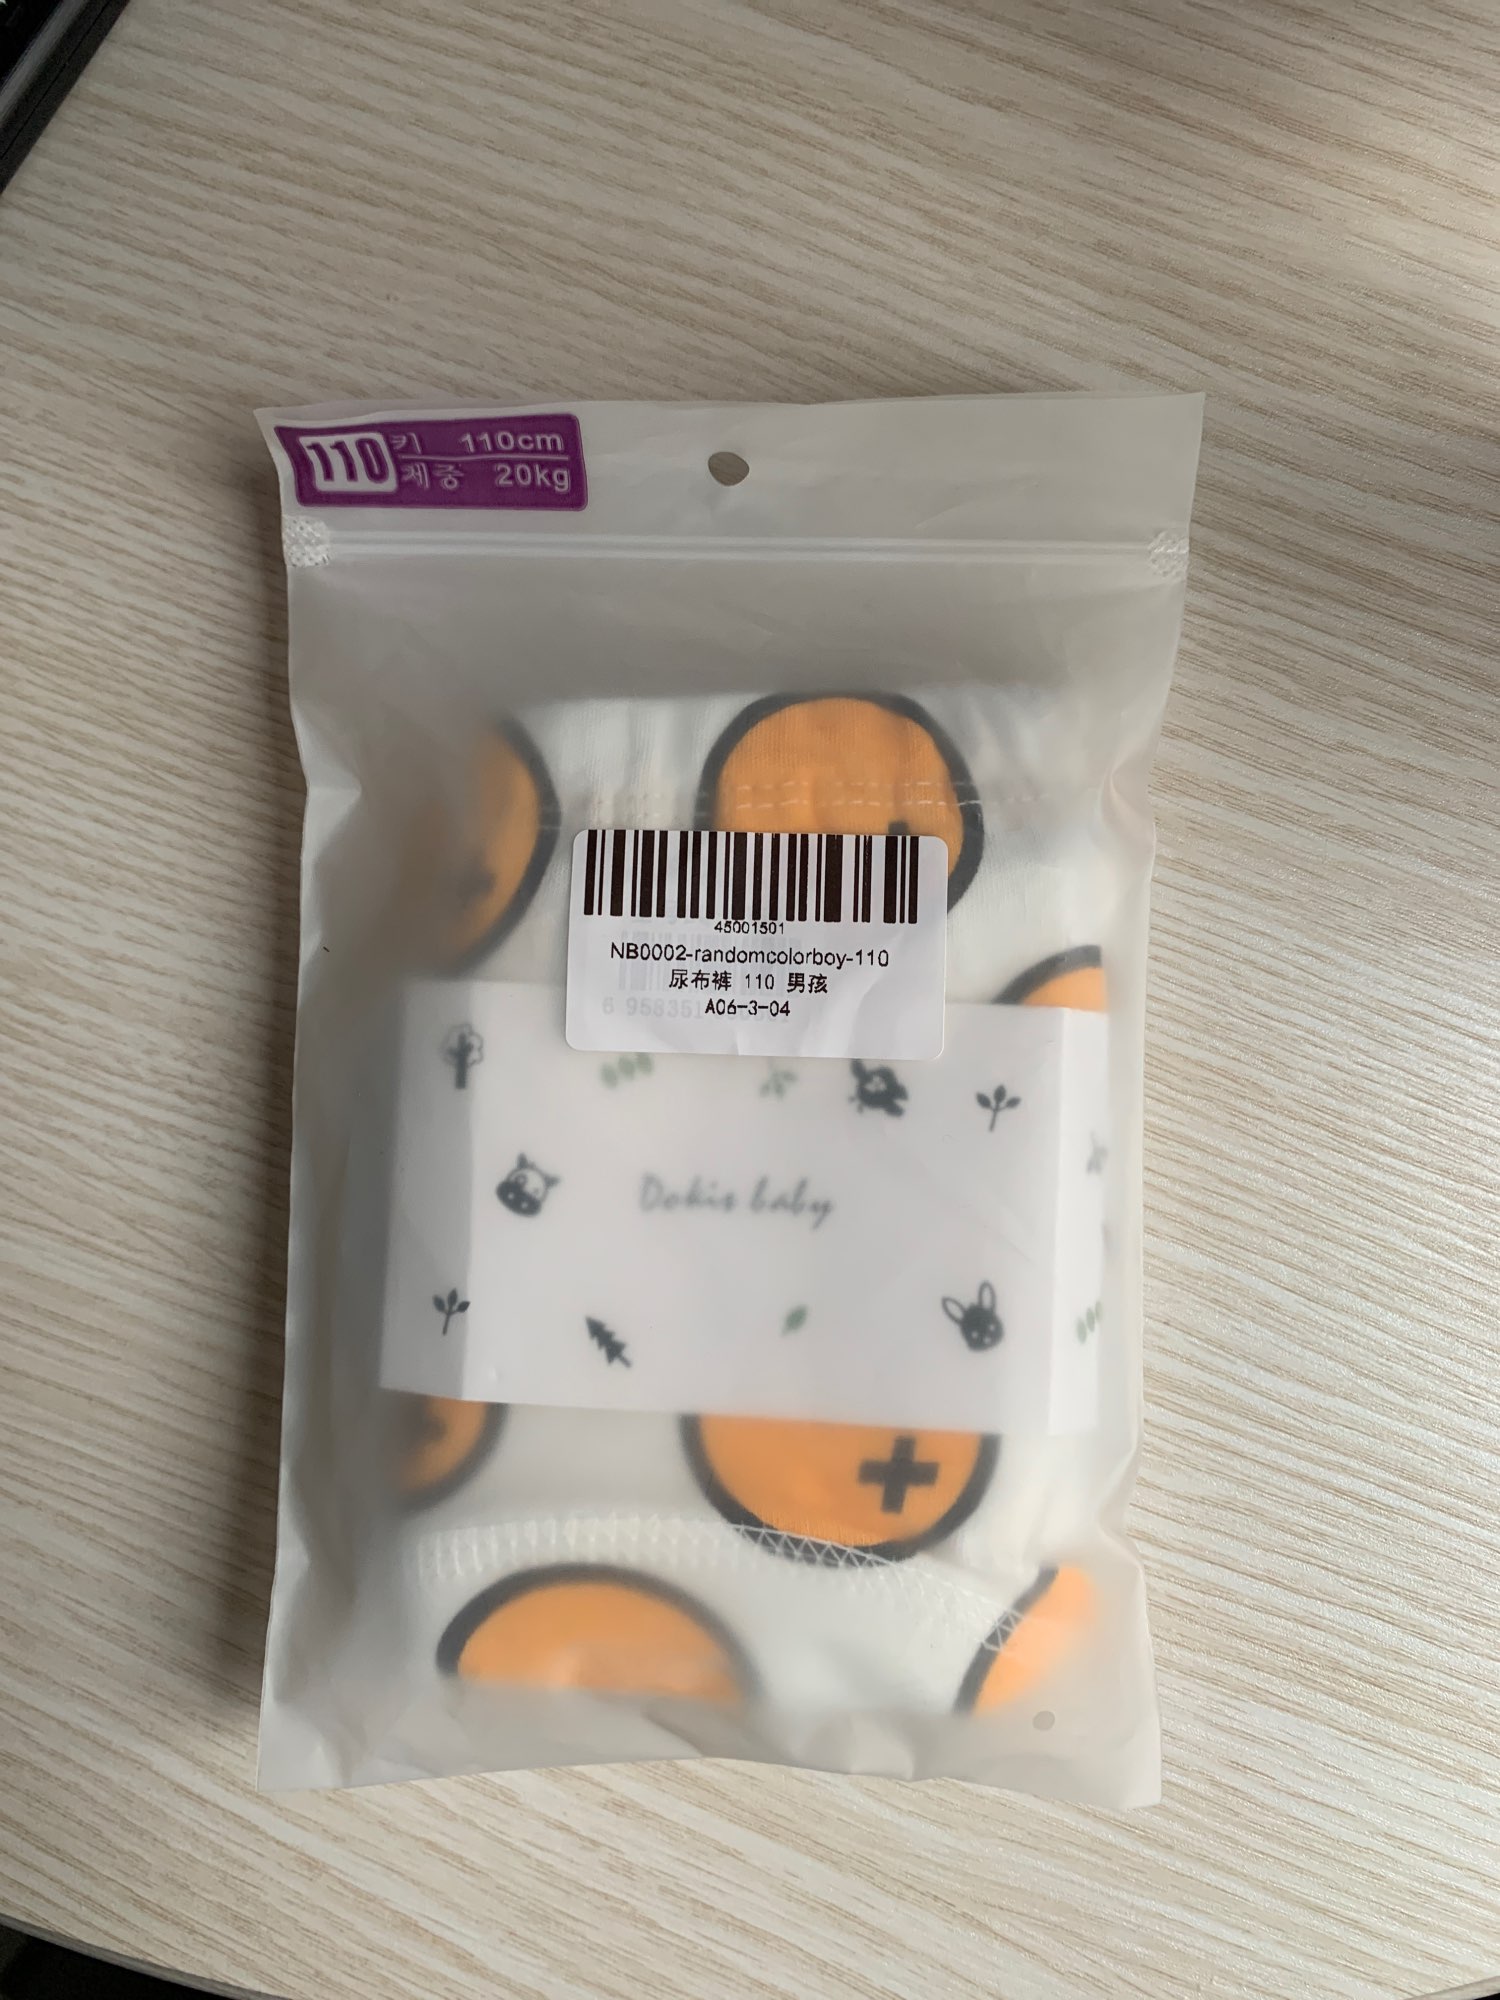 110
키 110cm
체중 20kg
45001501
NB0002-randomcolorboy-110
尿布裤 110 男孩
A06-3-04
Dokis baby